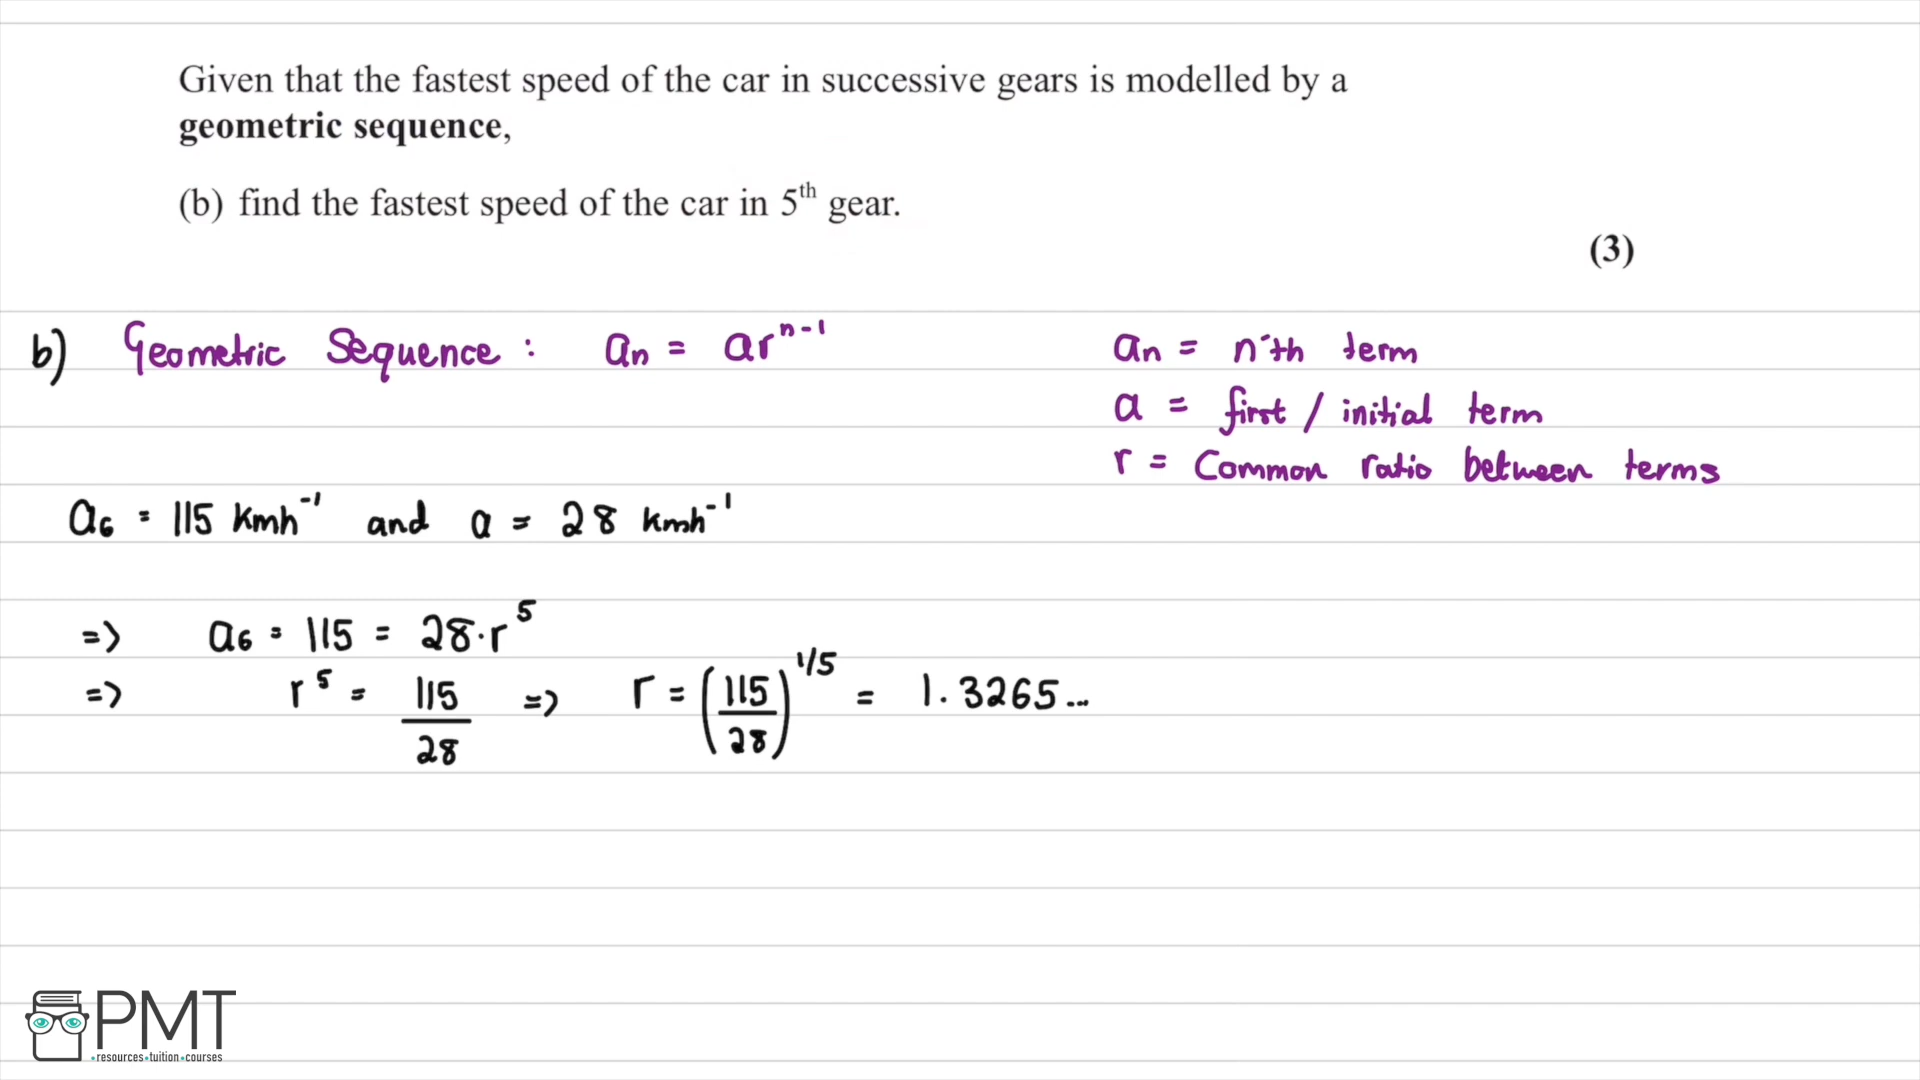 Given that the fastest speed of the car in successive gears is modelled by a
geometric sequence,
(b) find the fastest speed of the car in 5th gear.
(3)
b) Geometric Sequence : an = ar^n-1
an = n'th term
a = first / initial term
r = Common ratio between terms
a6 = 115 kmh^-1 and a = 28 kmh^-1
=> a6 = 115 = 28·r^5
=> r^5 = 115/28 => r = (115/28)^1/5 = 1.3265...
PMT
•resources•tuition•courses